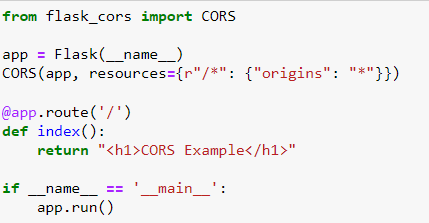 from flask_cors import CORS
app = Flask(__name__)
CORS(app, resources={r"/*": {"origins": "*"}})
@app.route('/')
def index():
    return "<h1>CORS Example</h1>"
if __name__ == '__main__':
    app.run()